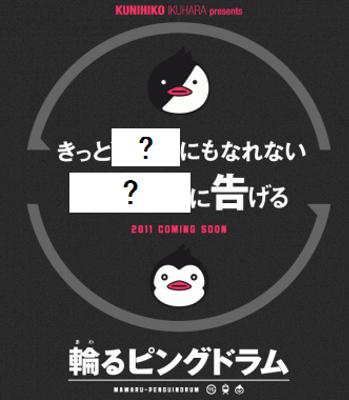 KUNIHIKO IKUHARA presents
きっと ? にもなれない
? に告げる
2011 COMING SOON
まわ
輪るピングドラム
MAWARU-PENGUINDRUM